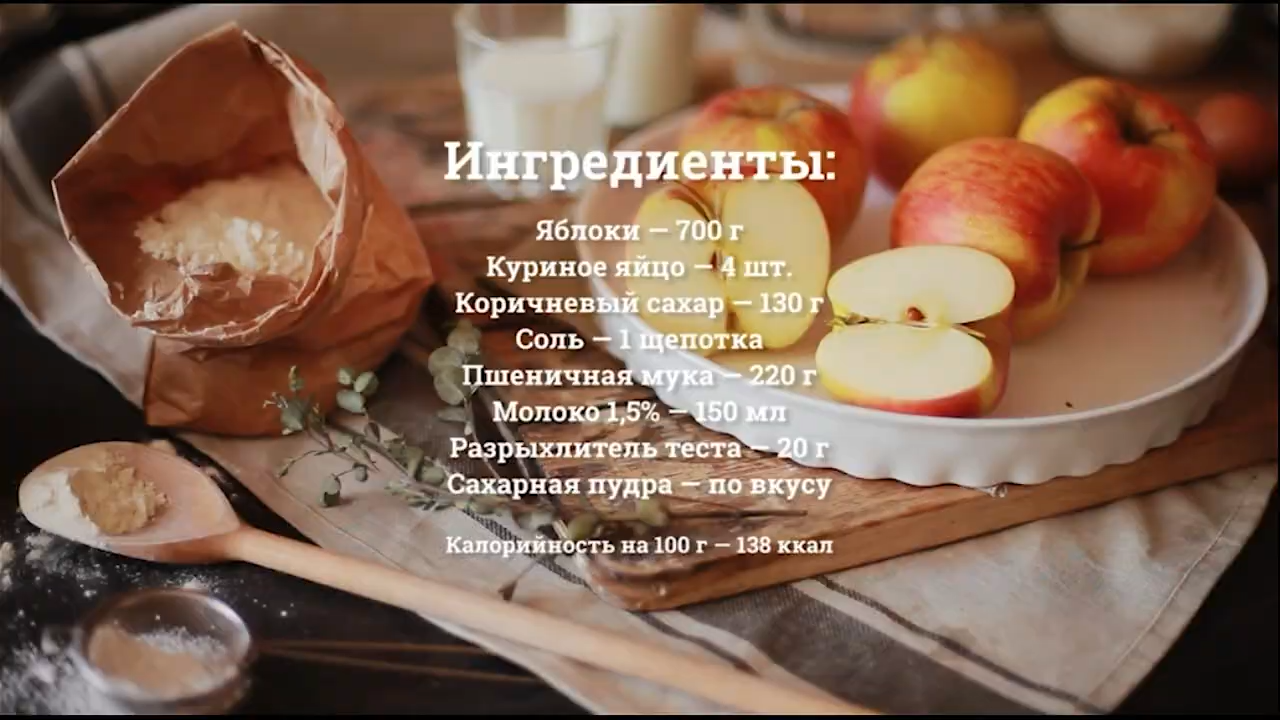 Ингредиенты:
Яблоки — 700 г
Куриное яйцо — 4 шт.
Коричневый сахар — 130 г
Соль — 1 щепотка
Пшеничная мука — 220 г
Молоко 1,5% — 150 мл
Разрыхлитель теста — 20 г
Сахарная пудра — по вкусу
Калорийность на 100 г — 138 ккал